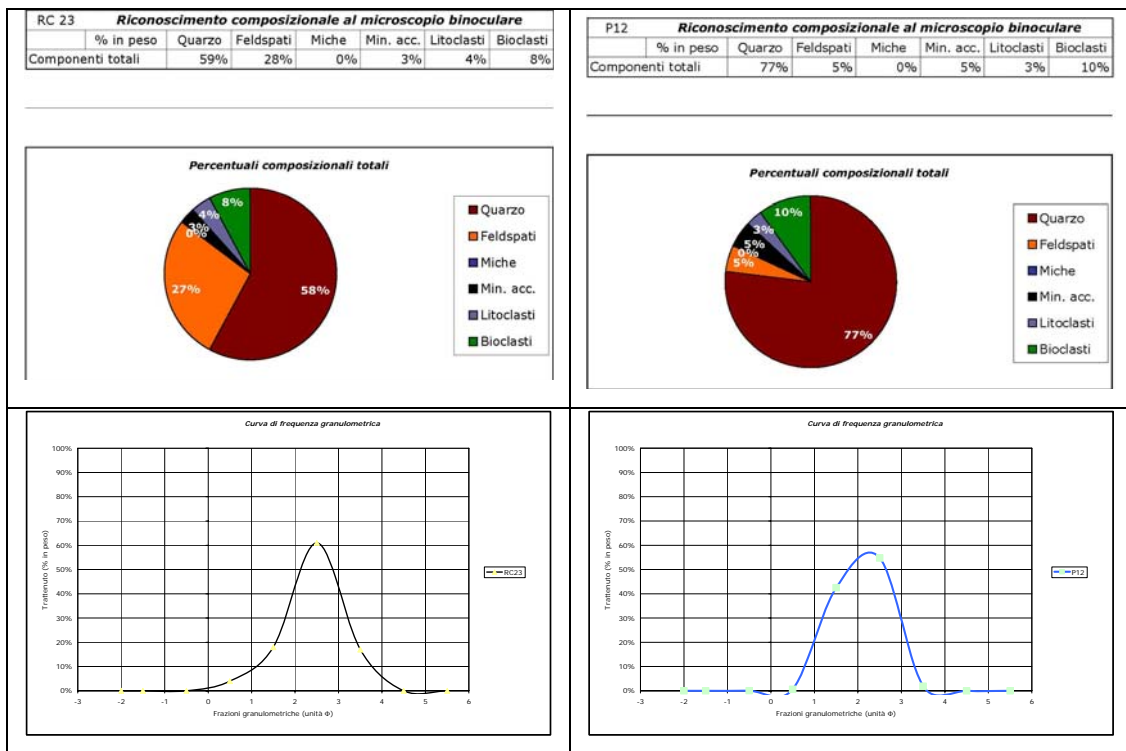 RC 23 Riconoscimento composizionale al microscopio binoculare
% in peso Quarzo Feldspati Miche Min. acc. Litoclasti Bioclasti
Componenti totali 59% 28% 0% 3% 4% 8%
Percentuali composizionali totali
8%
4%
3%
0%
27%
58%
Quarzo
Feldspati
Miche
Min. acc.
Litoclasti
Bioclasti
P12 Riconoscimento composizionale al microscopio binoculare
% in peso Quarzo Feldspati Miche Min. acc. Litoclasti Bioclasti
Componenti totali 77% 5% 0% 5% 3% 10%
Percentuali composizionali totali
10%
3%
5%
0%
5%
77%
Quarzo
Feldspati
Miche
Min. acc.
Litoclasti
Bioclasti
Curva di frequenza granulometrica
100%
90%
80%
70%
60%
50%
40%
30%
20%
10%
0%
Trattenuto (% in peso)
-3 -2 -1 0 1 2 3 4 5 6
Frazioni granulometriche (unità Φ)
RC23
Curva di frequenza granulometrica
100%
90%
80%
70%
60%
50%
40%
30%
20%
10%
0%
Trattenuto (% in peso)
-3 -2 -1 0 1 2 3 4 5 6
Frazioni granulometriche (unità Φ)
P12